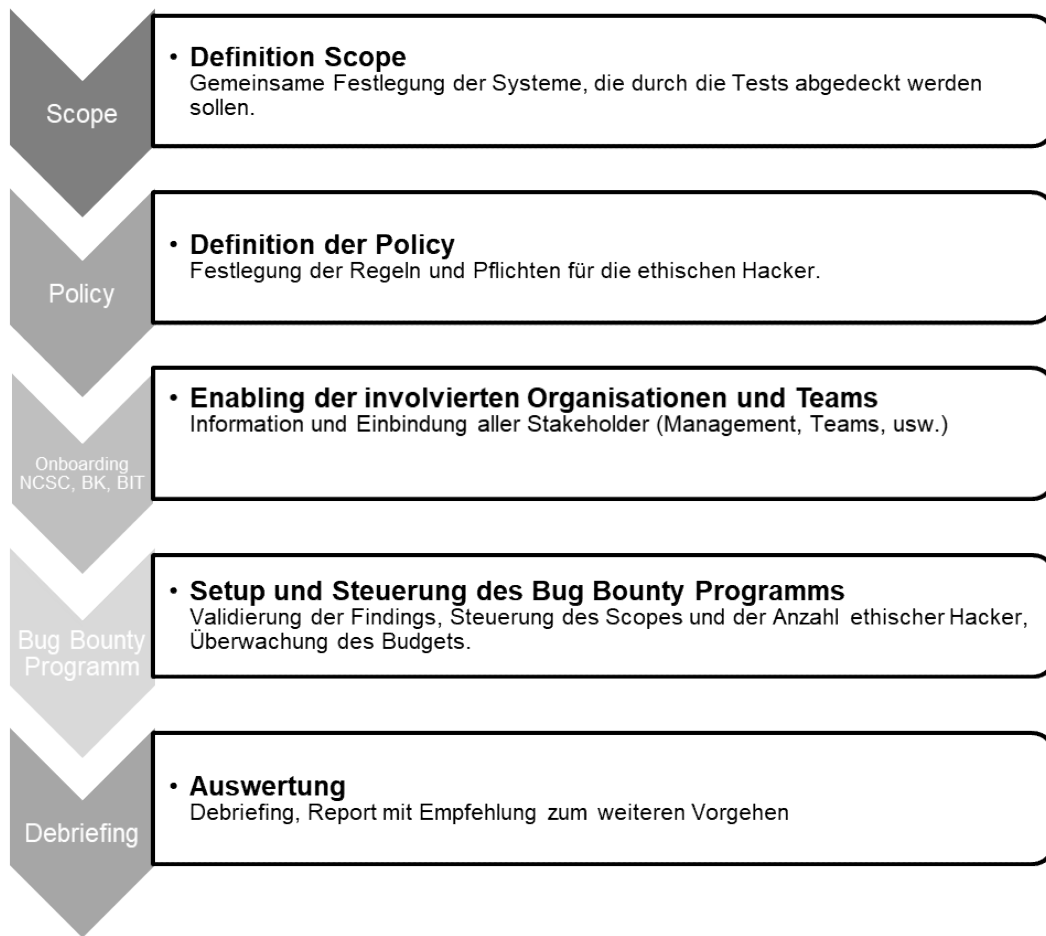 Scope
• Definition Scope
Gemeinsame Festlegung der Systeme, die durch die Tests abgedeckt werden
sollen.
Policy
• Definition der Policy
Festlegung der Regeln und Pflichten für die ethischen Hacker.
Onboarding
NCSC, BK, BIT
• Enabling der involvierten Organisationen und Teams
Information und Einbindung aller Stakeholder (Management, Teams, usw.)
Bug Bounty
Programm
• Setup und Steuerung des Bug Bounty Programms
Validierung der Findings, Steuerung des Scopes und der Anzahl ethischer Hacker,
Überwachung des Budgets.
Debriefing
• Auswertung
Debriefing, Report mit Empfehlung zum weiteren Vorgehen